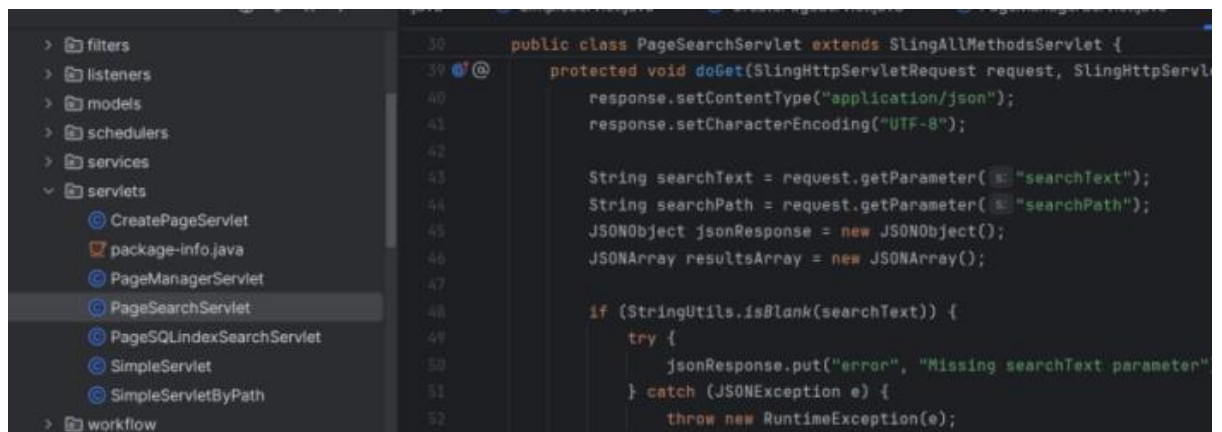 filters
listeners
models
schedulers
services
servlets
CreatePageServlet
package-info.java
PageManagerServlet
PageSearchServlet
PageSQLindexSearchServlet
SimpleServlet
SimpleServletByPath
workflow
30 public class PageSearchServlet extends SlingAllMethodsServlet {
39 @ protected void doGet(SlingHttpServletRequest request, SlingHttpServle
40 response.setContentType("application/json");
41 response.setCharacterEncoding("UTF-8");
42
43 String searchText = request.getParameter( s: "searchText");
44 String searchPath = request.getParameter( s: "searchPath");
45 JSONObject jsonResponse = new JSONObject();
46 JSONArray resultsArray = new JSONArray();
47
48 if (StringUtils.isBlank(searchText)) {
49 try {
50 jsonResponse.put("error", "Missing searchText parameter"
51 } catch (JSONException e) {
52 throw new RuntimeException(e);